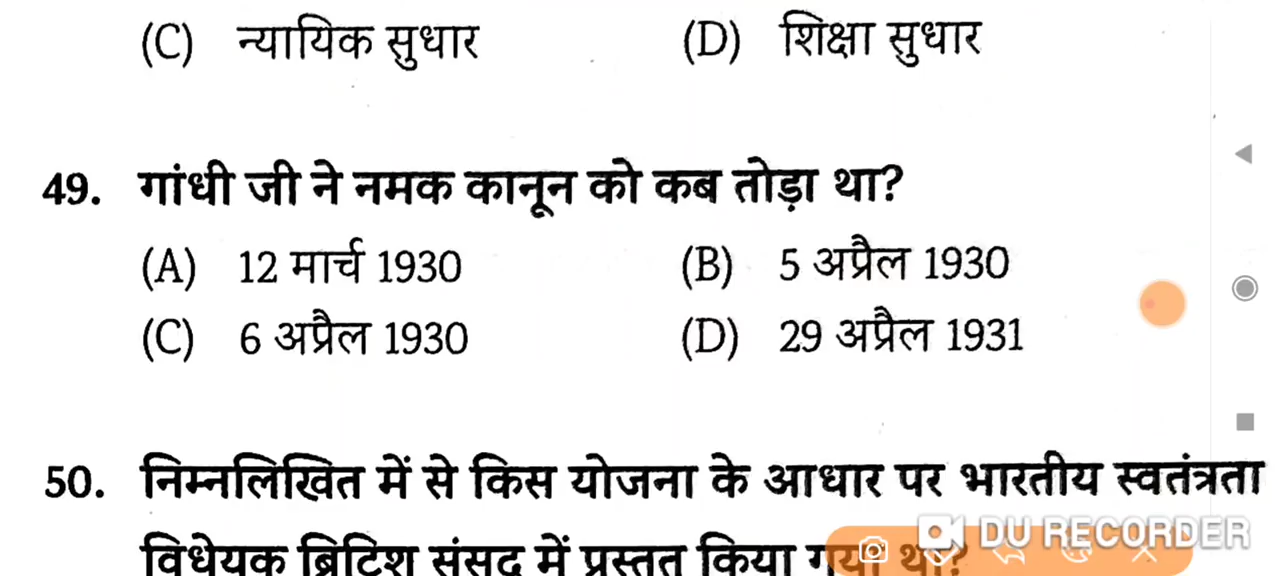 (C) न्यायिक सुधार (D) शिक्षा सुधार
49. गांधी जी ने नमक कानून को कब तोड़ा था?
(A) 12 मार्च 1930 (B) 5 अप्रैल 1930
(C) 6 अप्रैल 1930 (D) 29 अप्रैल 1931
50. निम्नलिखित में से किस योजना के आधार पर भारतीय स्वतंत्रता
विधेयक ब्रिटिश संसद में प्रस्तुत किया गया था?
DU RECORDER